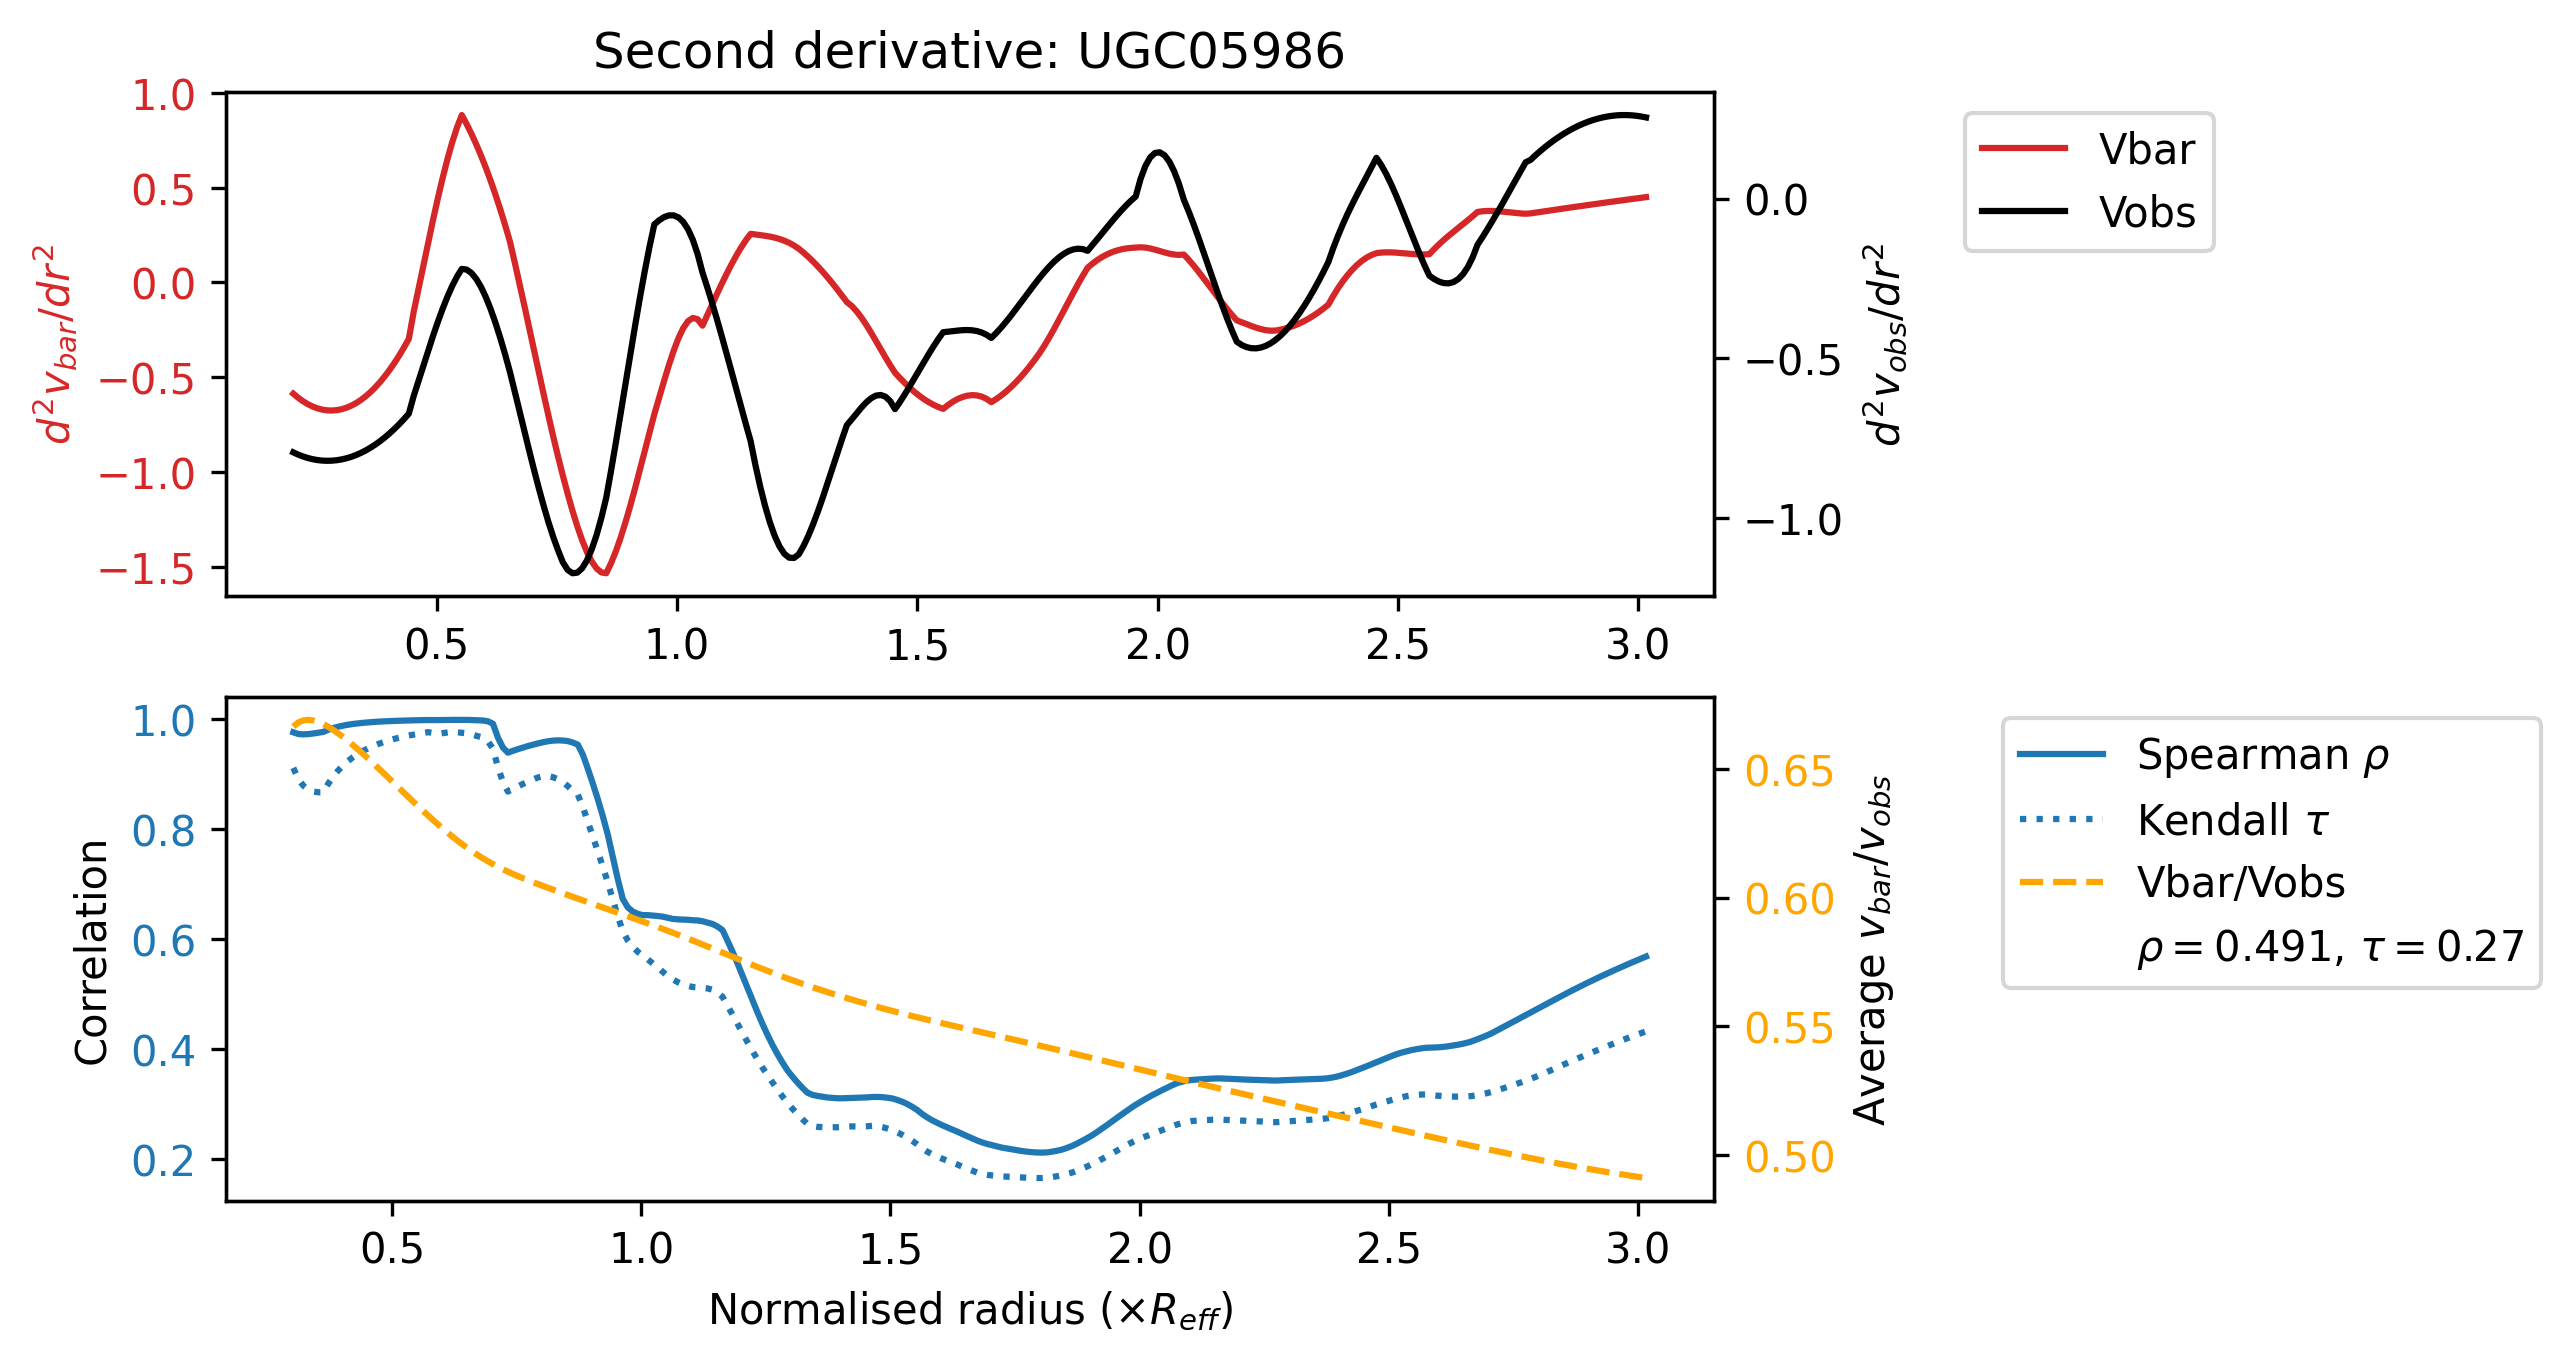 Second derivative: UGC05986
1.0
0.5
0.0
−0.5
−1.0
−1.5
d²v_bar/dr²
0.0
−0.5
−1.0
d²v_obs/dr²
Vbar
Vobs
0.5 1.0 1.5 2.0 2.5 3.0
1.0
0.8
0.6
0.4
0.2
Correlation
0.65
0.60
0.55
0.50
Average v_bar/v_obs
Spearman ρ
Kendall τ
Vbar/Vobs
ρ = 0.491, τ = 0.27
0.5 1.0 1.5 2.0 2.5 3.0
Normalised radius (×R_eff)